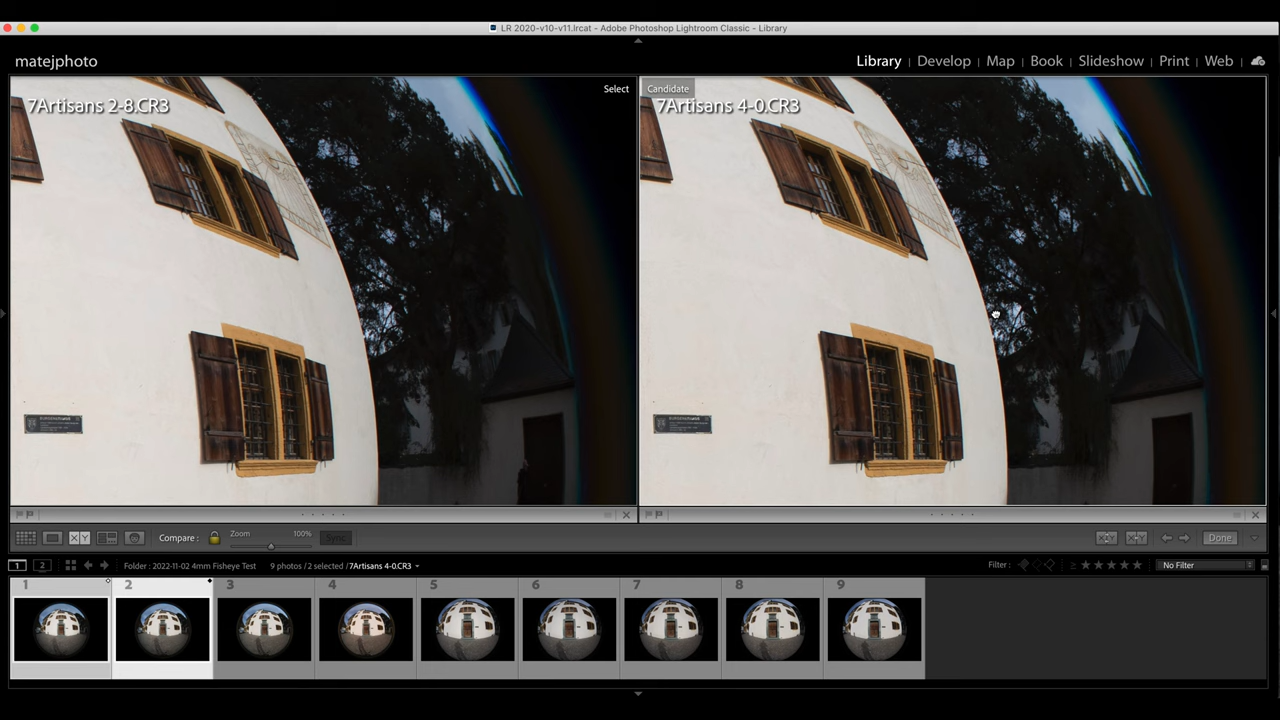 LR 2020-v10-v11.lrcat - Adobe Photoshop Lightroom Classic - Library
matejphoto
Library | Develop | Map | Book | Slideshow | Print | Web
Select
7Artisans 2-8.CR3
Candidate
7Artisans 4-0.CR3
X Y
Compare :
Zoom
100%
Sync
Done
1
2
Folder : 2022-11-02 4mm Fisheye Test
9 photos / 2 selected / 7Artisans 4-0.CR3
Filter :
≥ ★ ★ ★ ★ ★
No Filter
1
2
3
4
5
6
7
8
9